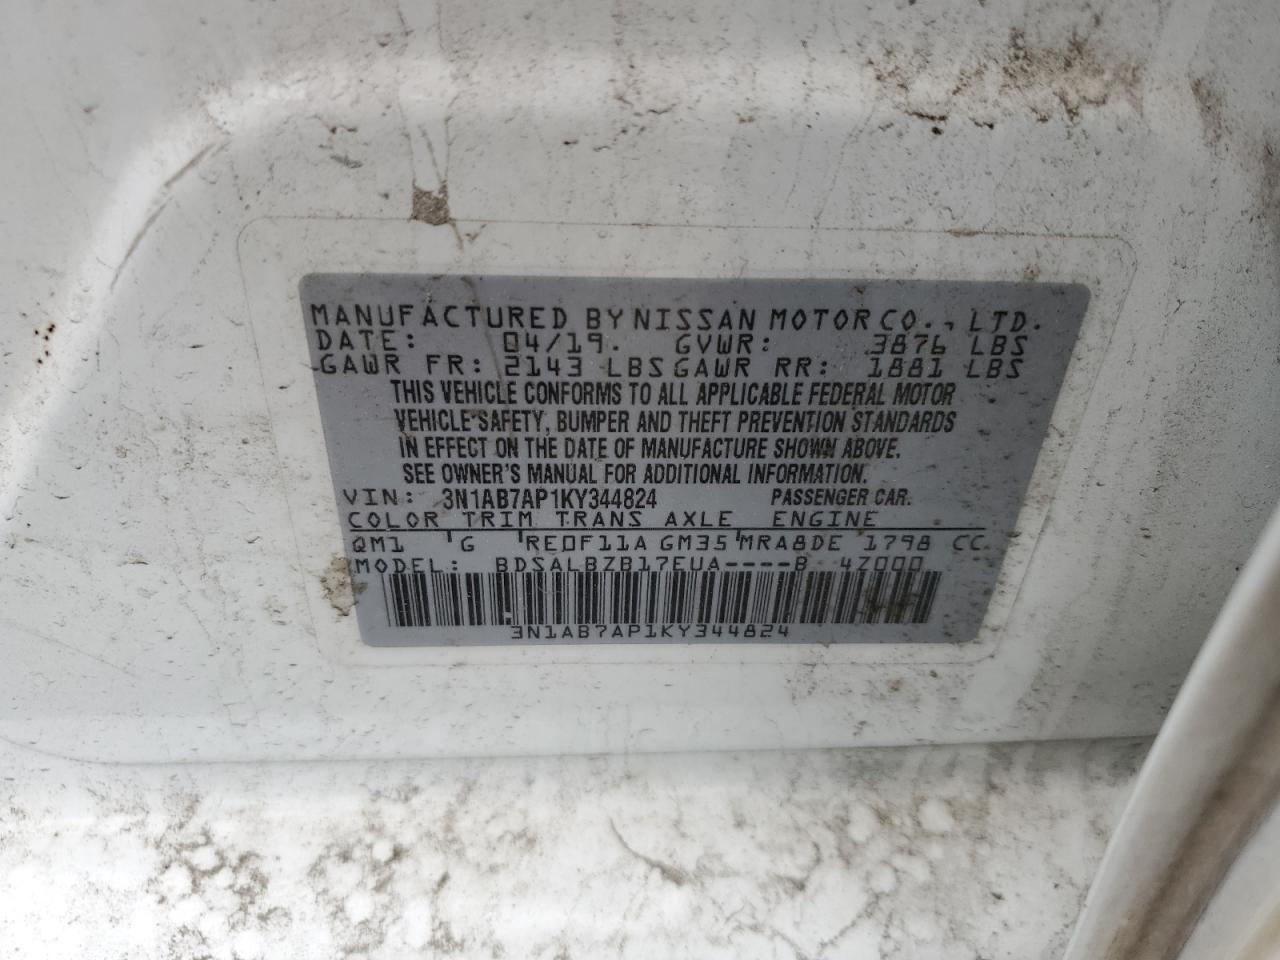 MANUFACTURED BY NISSAN MOTOR CO., LTD.
DATE: 04/19. GVWR: 3876 LBS
GAWR FR: 2143 LBS GAWR RR: 1881 LBS
THIS VEHICLE CONFORMS TO ALL APPLICABLE FEDERAL MOTOR
VEHICLE SAFETY, BUMPER AND THEFT PREVENTION STANDARDS
IN EFFECT ON THE DATE OF MANUFACTURE SHOWN ABOVE.
SEE OWNER'S MANUAL FOR ADDITIONAL INFORMATION.
VIN: 3N1AB7AP1KY344824 PASSENGER CAR.
COLOR TRIM TRANS AXLE ENGINE
QM1 G RE0F11A GM35 MRA8DE 1798 CC
MODEL: BDSALBZB17EUA----B 4Z000
3N1AB7AP1KY344824